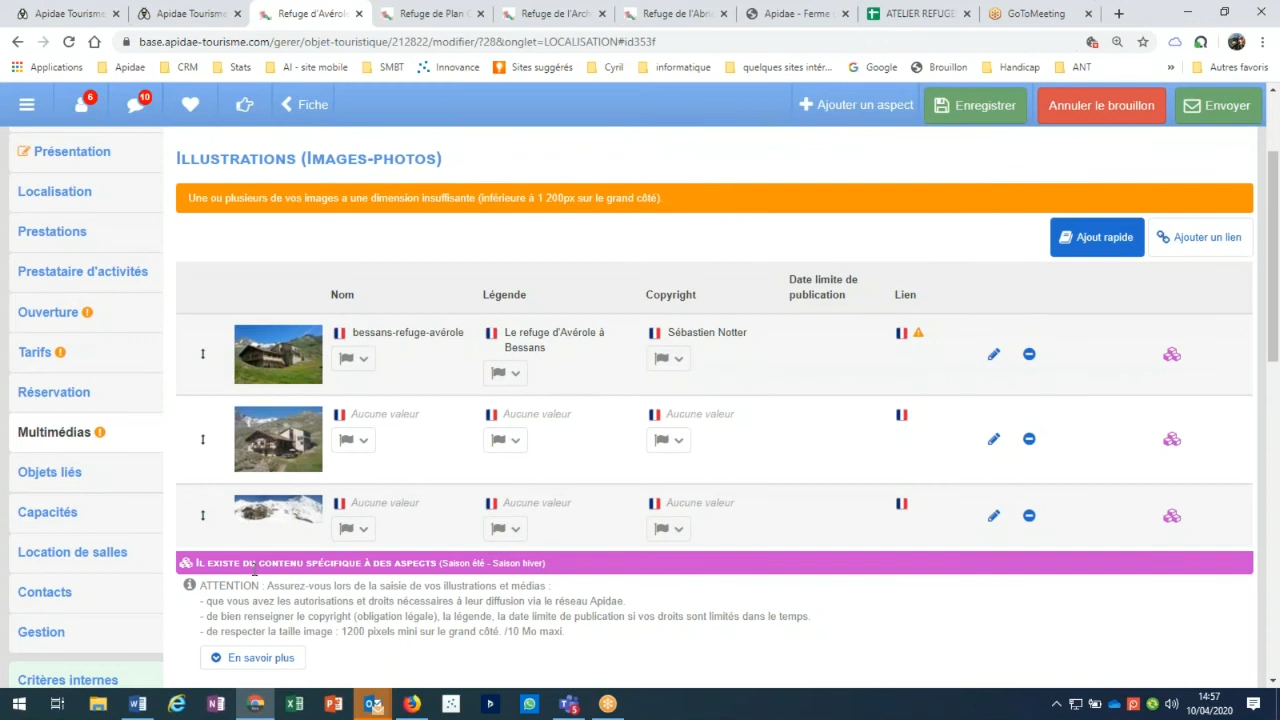 Apidae Tourisme
Apidae Tourisme
Refuge d'Avérole
Refuge de Plan
Refuge de l'Arc
Refuge de l'Abri
Apidae - Ferme
ATELIER REFUGE
GoToMeeting
base.apidae-tourisme.com/gerer/objet-touristique/212822/modifier/?28&onglet=LOCALISATION#id353f
Applications
Apidae
CRM
Stats
AI - site mobile
SMBT
Innovance
Sites suggérés
Cyril
informatique
quelques sites intér...
Google
Brouillon
Handicap
ANT
»
Autres favoris
6
10
Fiche
Ajouter un aspect
Enregistrer
Annuler le brouillon
Envoyer
Présentation
Localisation
Prestations
Prestataire d'activités
Ouverture
Tarifs
Réservation
Multimédias
Objets liés
Capacités
Location de salles
Contacts
Gestion
Critères internes
ILLUSTRATIONS (IMAGES-PHOTOS)
Une ou plusieurs de vos images a une dimension insuffisante (inférieure à 1 200px sur le grand côté).
Ajout rapide
Ajouter un lien
Nom
Légende
Copyright
Date limite de
publication
Lien
bessans-refuge-avérole
Le refuge d'Avérole à
Bessans
Sébastien Notter
Aucune valeur
Aucune valeur
Aucune valeur
Aucune valeur
Aucune valeur
Aucune valeur
IL EXISTE DU CONTENU SPÉCIFIQUE À DES ASPECTS (Saison été - Saison hiver)
ATTENTION : Assurez-vous lors de la saisie de vos illustrations et médias :
- que vous avez les autorisations et droits nécessaires à leur diffusion via le réseau Apidae.
- de bien renseigner le copyright (obligation légale), la légende, la date limite de publication si vos droits sont limités dans le temps.
- de respecter la taille image : 1200 pixels mini sur le grand côté. /10 Mo maxi.
En savoir plus
14:57
10/04/2020